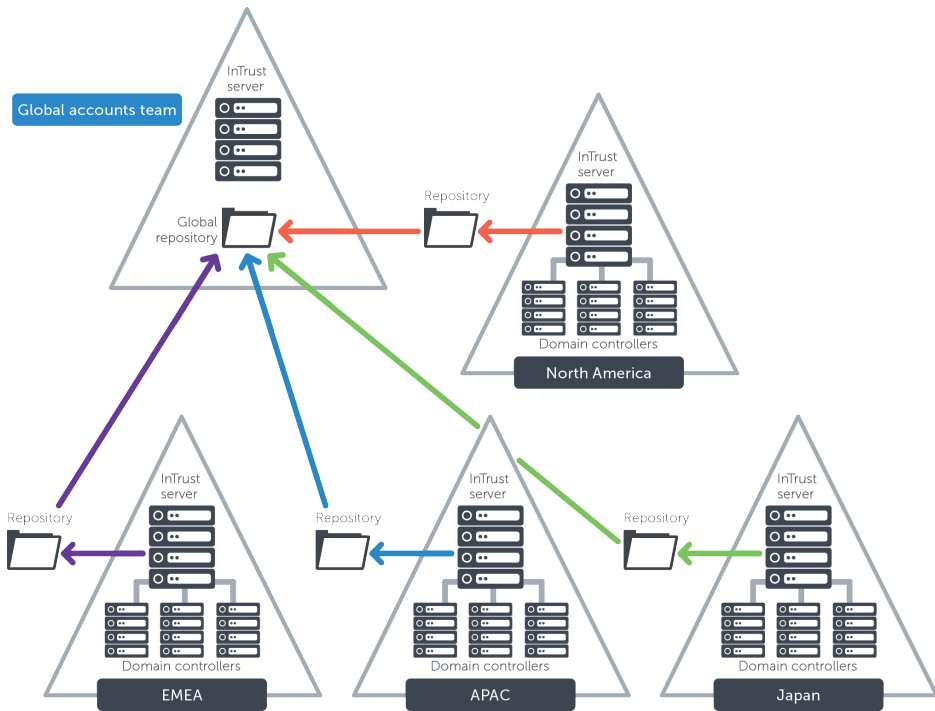 InTrust
server
Global accounts team
Global
repository
Repository
InTrust
server
Domain controllers
North America
Repository
InTrust
server
Domain controllers
EMEA
Repository
InTrust
server
Domain controllers
APAC
Repository
InTrust
server
Domain controllers
Japan